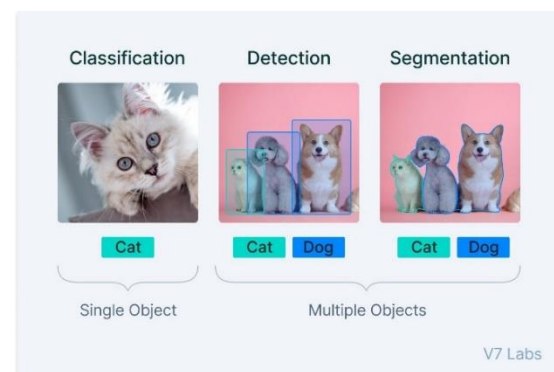 Classification Detection Segmentation
Cat Cat Dog Cat Dog
Single Object Multiple Objects
V7 Labs